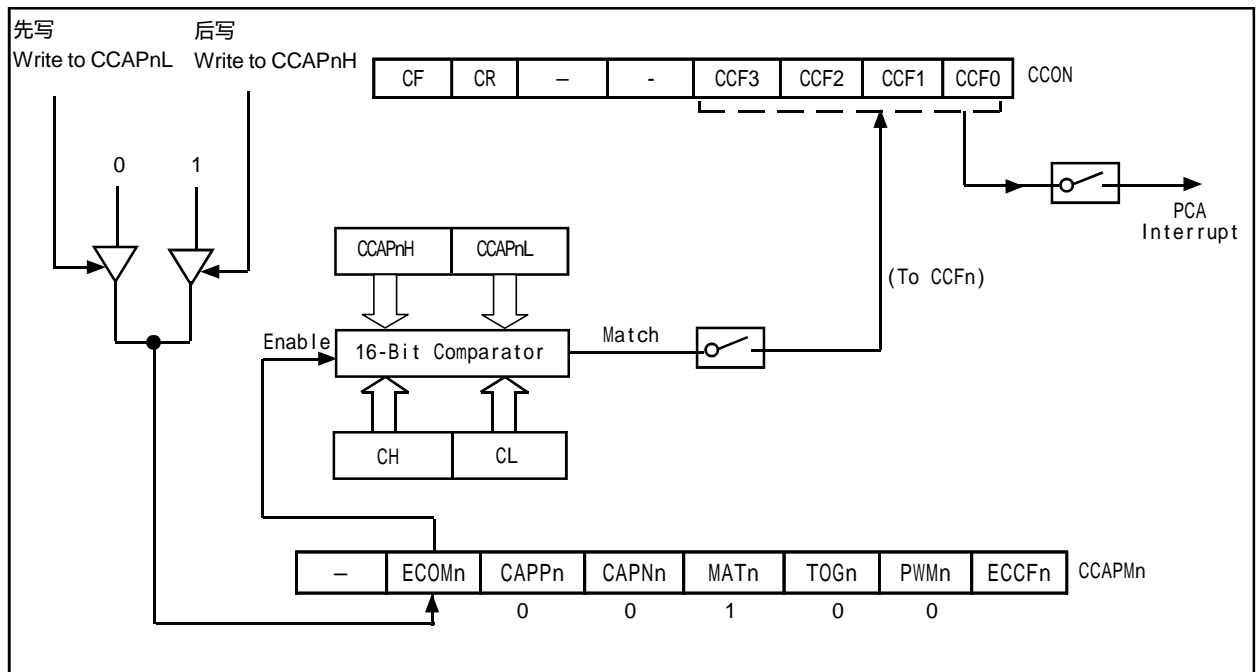 先写 后写
Write to CCAPnL Write to CCAPnH
CF CR – - CCF3 CCF2 CCF1 CCF0 CCON
0 1
PCA
Interrupt
CCAPnH CCAPnL
(To CCFn)
Enable 16-Bit Comparator Match
CH CL
– ECOMn CAPPn CAPNn MATn TOGn PWMn ECCFn CCAPMn
0 0 1 0 0